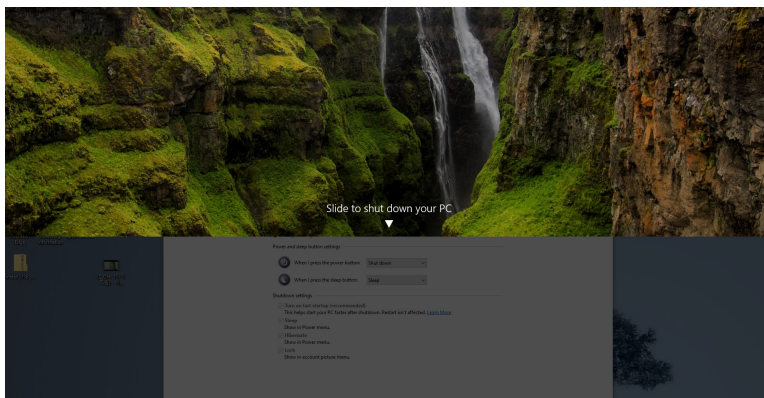 Slide to shut down your PC
Power and sleep button settings
When I press the power button: Shut down
When I press the sleep button: Sleep
Shutdown settings
Turn on fast startup (recommended)
This helps start your PC faster after shutdown. Restart isn't affected. Learn More
Sleep
Show in Power menu.
Hibernate
Show in Power menu.
Lock
Show in account picture menu.